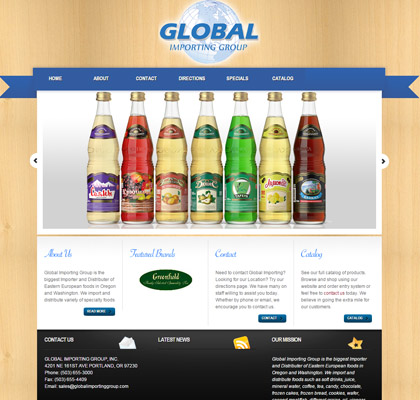 GLOBAL
IMPORTING GROUP
HOME ABOUT CONTACT DIRECTIONS SPECIALS CATALOG
About Us
Global Importing Group is the
biggest Importer and Distributer of
Eastern European foods in Oregon
and Washington. We import and
distribute variety of specialty foods
READ MORE
Featured Brands
Greenfield
Contact
Need to contact Global Importing?
Looking for our Location? Try our
directions page. We have many on
staff willing to assist you today.
Whether by phone or email, we
encourage you to contact us.
CONTACT
Catalog
See our full catalog of products.
Browse and shop using our
website and order entry system or
feel free to contact us today. We
believe in going the extra mile for
our customers.
CATALOG
CONTACT US
GLOBAL IMPORTING GROUP, INC.
4201 NE 161ST AVE PORTLAND, OR 97230
Phone: (503) 655-3000
Fax: (503) 655-4409
Email: sales@globalimportinggroup.com
LATEST NEWS
OUR MISSION
Global Importing Group is the biggest Importer
and Distributer of Eastern European foods in
Oregon and Washington. We import and
distribute foods such as soft drinks, juice,
mineral water, coffee, tea, candy, chocolate,
frozen cakes, frozen bread, cookies, wafer,